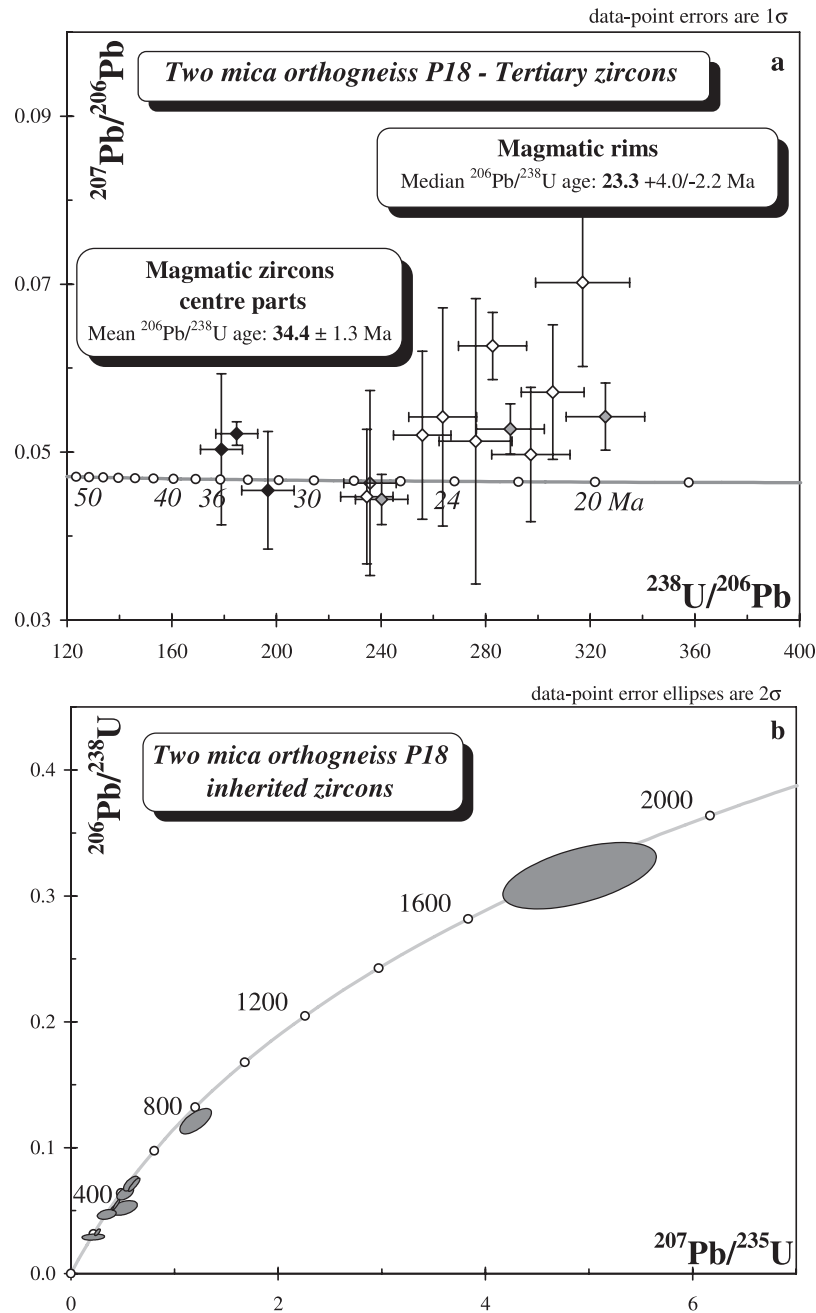 data-point errors are 1σ
a
Two mica orthogneiss P18 - Tertiary zircons
207Pb/206Pb
0.09
Magmatic rims
Median 206Pb/238U age: 23.3 +4.0/-2.2 Ma
0.07
Magmatic zircons
centre parts
Mean 206Pb/238U age: 34.4 ± 1.3 Ma
0.05
50 40 36 30 24 20 Ma
238U/206Pb
0.03
120 160 200 240 280 320 360 400
data-point error ellipses are 2σ
b
Two mica orthogneiss P18
inherited zircons
206Pb/238U
0.4
2000
0.3
1600
0.2
1200
800
0.1
400
207Pb/235U
0.0
0 2 4 6